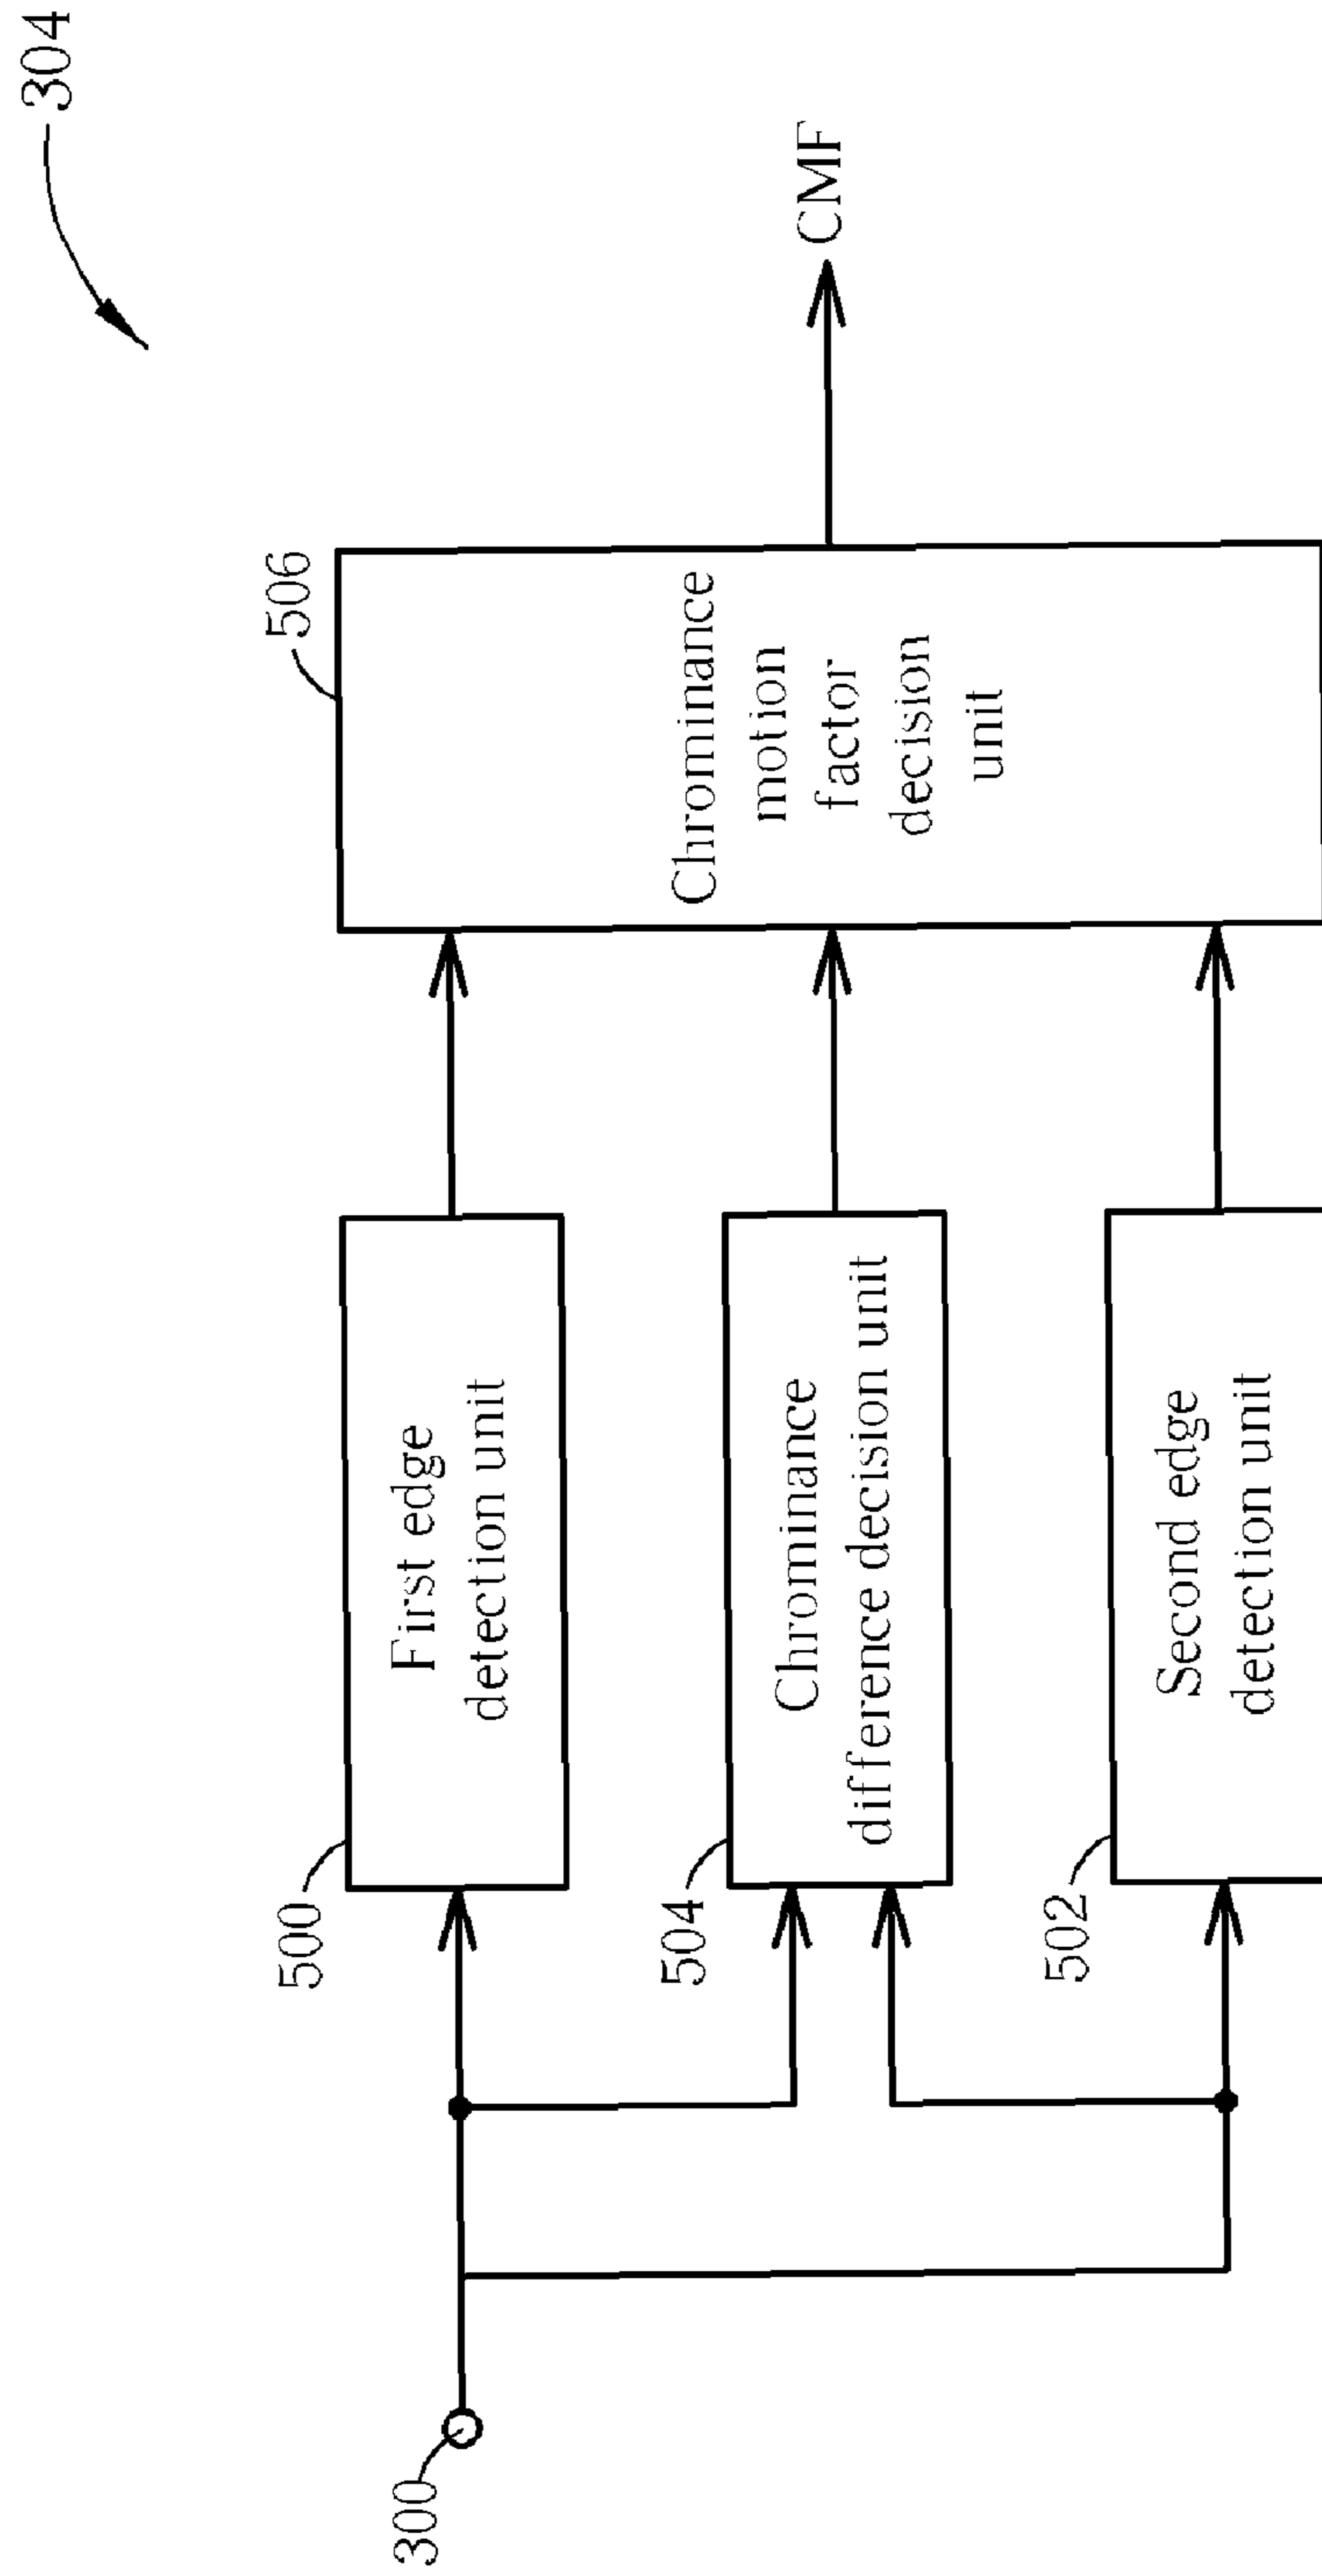 304
500
First edge
detection unit
506
Chrominance
motion
factor
decision
unit
CMF
504
Chrominance
difference decision unit
300
502
Second edge
detection unit